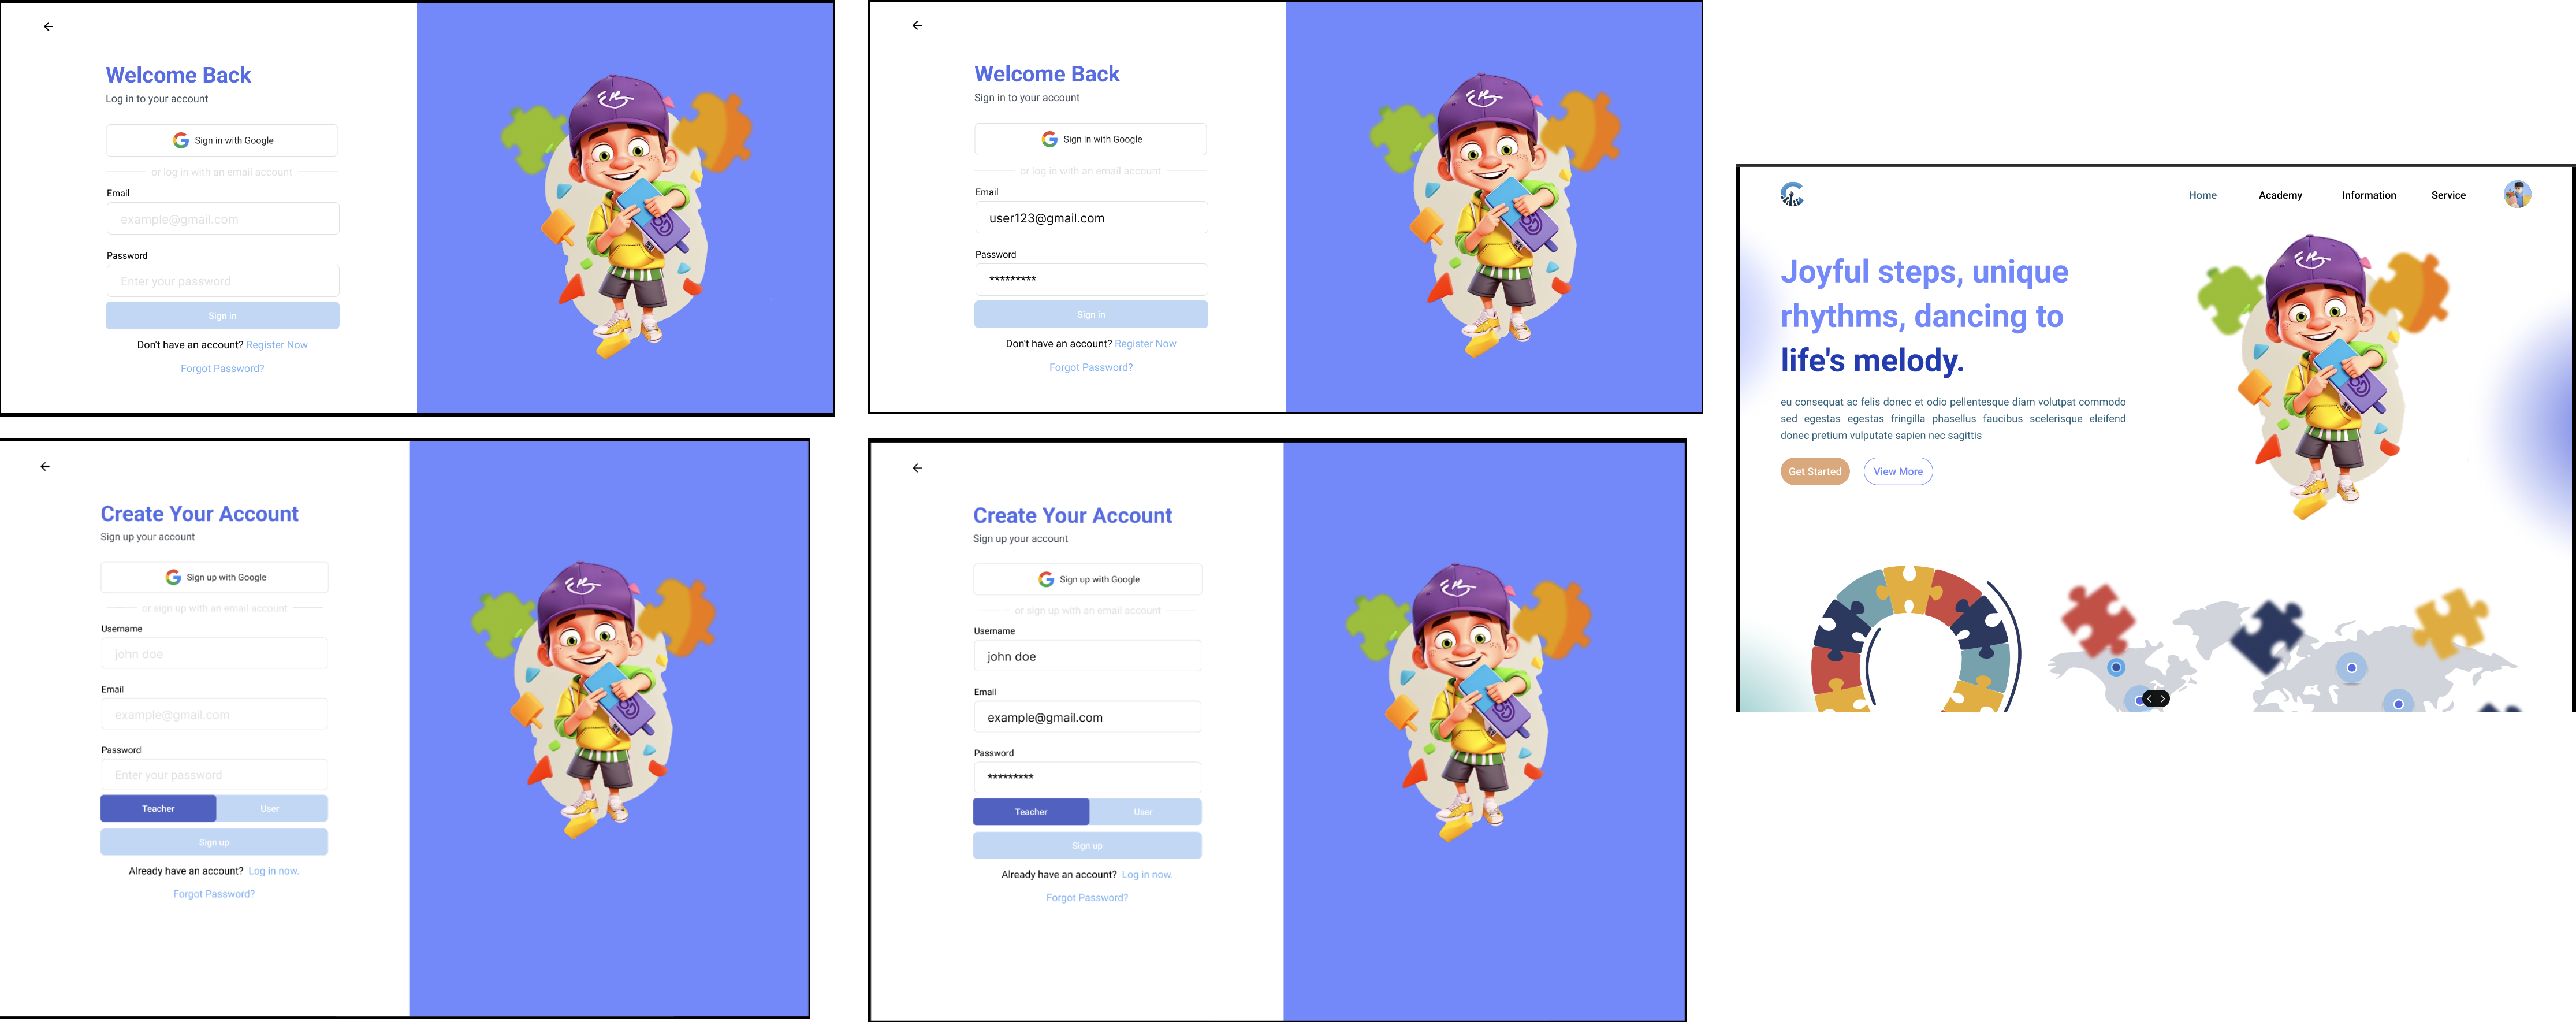 Welcome Back
Log in to your account
Sign in with Google
or log in with an email account
Email
example@gmail.com
Password
Enter your password
Sign in
Don't have an account? Register Now
Forgot Password?
Welcome Back
Sign in to your account
Sign in with Google
or log in with an email account
Email
user123@gmail.com
Password
*********
Sign in
Don't have an account? Register Now
Forgot Password?
Create Your Account
Sign up your account
Sign up with Google
or sign up with an email account
Username
john doe
Email
example@gmail.com
Password
Enter your password
Teacher User
Sign up
Already have an account? Log in now.
Forgot Password?
Create Your Account
Sign up your account
Sign up with Google
or sign up with an email account
Username
john doe
Email
example@gmail.com
Password
*********
Teacher User
Sign up
Already have an account? Log in now.
Forgot Password?
Home Academy Information Service
Joyful steps, unique
rhythms, dancing to
life's melody.
eu consequat ac felis donec et odio pellentesque diam volutpat commodo
sed egestas egestas fringilla phasellus faucibus scelerisque eleifend
donec pretium vulputate sapien nec sagittis
Get Started View More